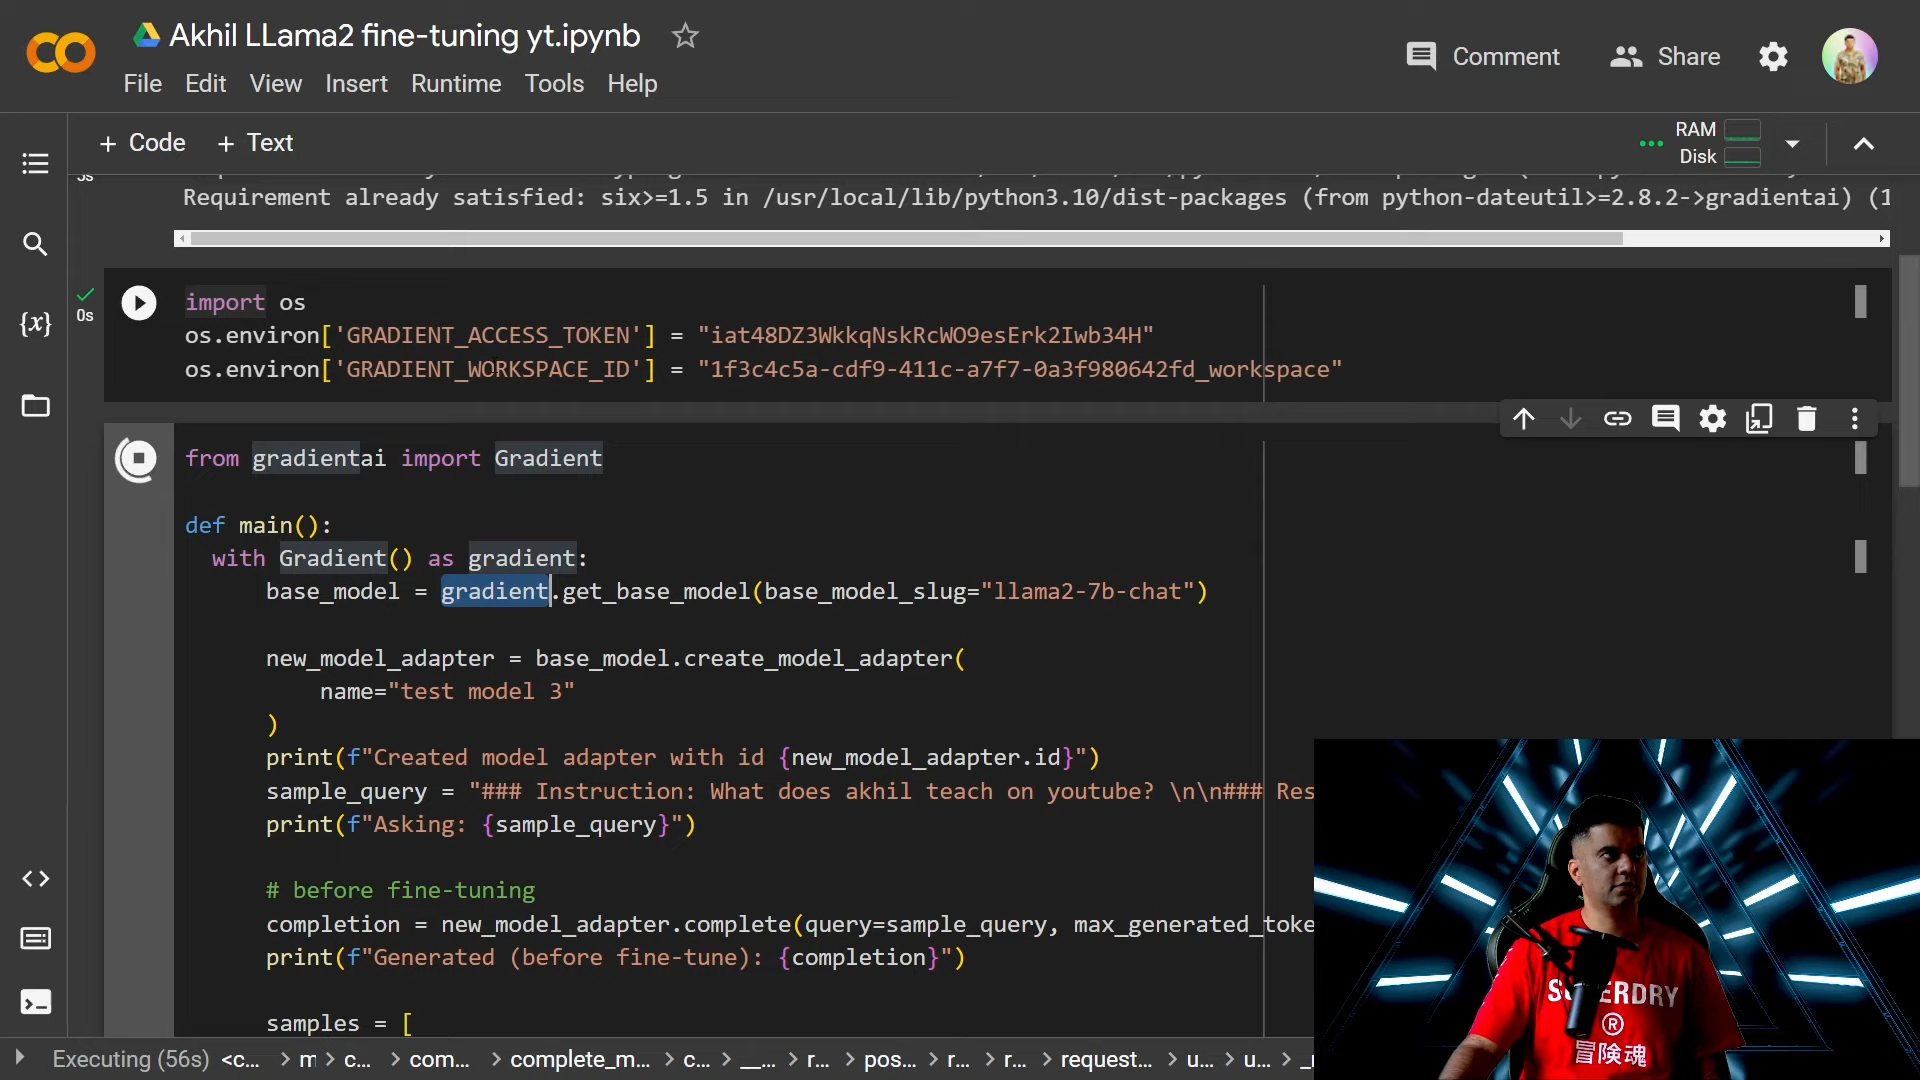 Akhil LLama2 fine-tuning yt.ipynb
File Edit View Insert Runtime Tools Help
Comment
Share
+ Code + Text
RAM
Disk
3s
Requirement already satisfied: six>=1.5 in /usr/local/lib/python3.10/dist-packages (from python-dateutil>=2.8.2->gradientai) (1
0s
import os
os.environ['GRADIENT_ACCESS_TOKEN'] = "iat48DZ3WkkqNskRcWO9esErk2Iwb34H"
os.environ['GRADIENT_WORKSPACE_ID'] = "1f3c4c5a-cdf9-411c-a7f7-0a3f980642fd_workspace"
from gradientai import Gradient
def main():
with Gradient() as gradient:
base_model = gradient.get_base_model(base_model_slug="llama2-7b-chat")
new_model_adapter = base_model.create_model_adapter(
name="test model 3"
)
print(f"Created model adapter with id {new_model_adapter.id}")
sample_query = "### Instruction: What does akhil teach on youtube? \n\n### Res
print(f"Asking: {sample_query}")
# before fine-tuning
completion = new_model_adapter.complete(query=sample_query, max_generated_toke
print(f"Generated (before fine-tune): {completion}")
samples = [
Executing (56s) <c... > m > c... > com... > complete_m... > c... > __... > r... > pos... > r... > r... > request... > u... > u... > _
{x}
SUPERDRY
®
冒険魂